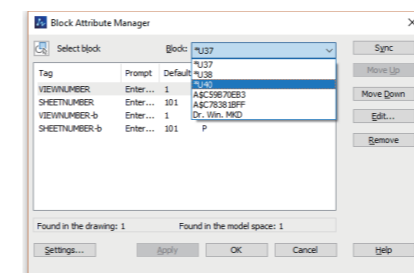 Block Attribute Manager
Select block
Block: *U37
Sync
*U37
*U38
*U40
A$C59B70EB3
A$C78381BFF
Dr. Win. MKD
Move Up
Tag Prompt Default
VIEWNUMBER Enter... 1
SHEETNUMBER Enter... 101
VIEWNUMBER-b Enter... 1
SHEETNUMBER-b Enter... 101 P
Move Down
Edit...
Remove
Found in the drawing: 1 Found in the model space: 1
Settings... Apply OK Cancel Help